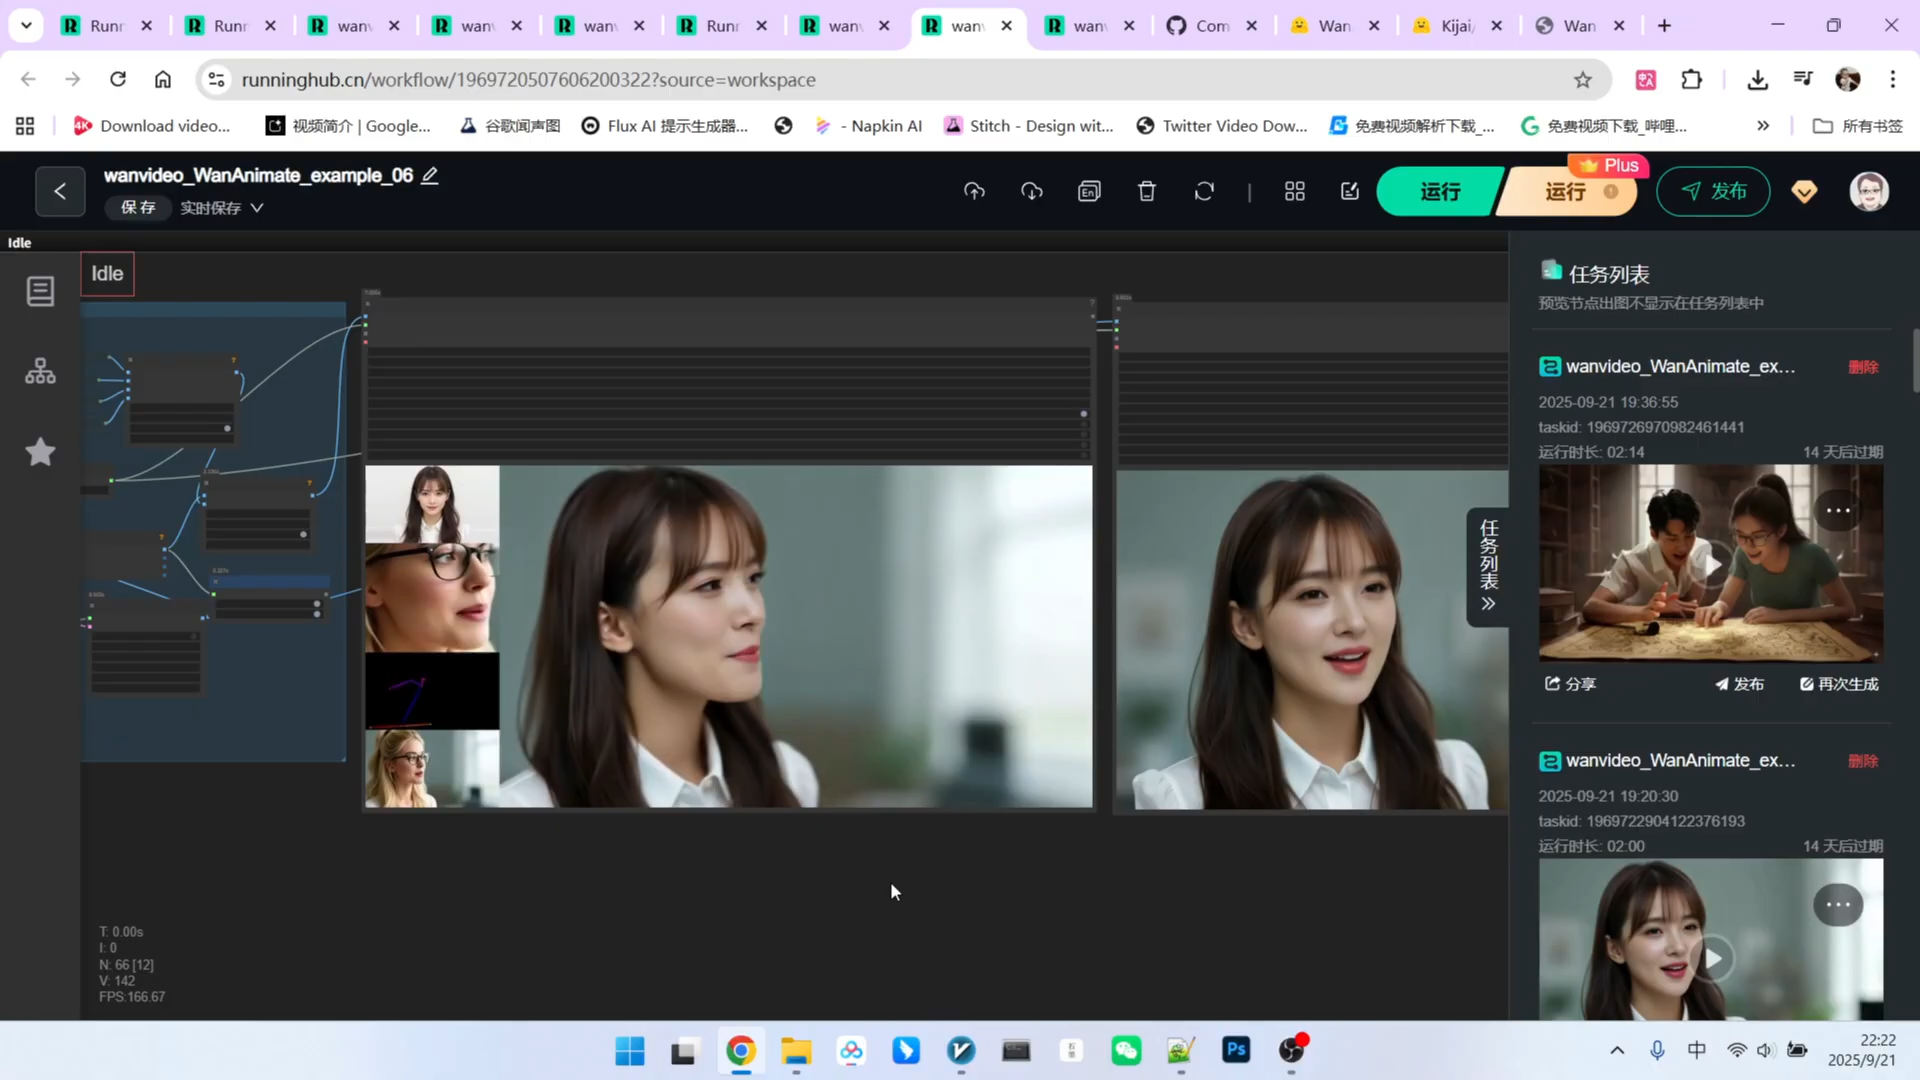 Runr
Runr
wanv
wan
wanv
Runr
wanv
wanv
wanv
Com
Wan.
Kijai/
Wan
runninghub.cn/workflow/1969720507606200322?source=workspace
Download video...
视频简介 | Google...
谷歌闻声图
Flux AI 提示生成器...
- Napkin AI
Stitch - Design wit...
Twitter Video Dow...
免费视频解析下载_...
免费视频下载_哔哩...
所有书签
wanvideo_WanAnimate_example_06
保存
实时保存
En
运行
运行
Plus
发布
Idle
Idle
任务列表
任务列表
预览节点出图不显示在任务列表中
wanvideo_WanAnimate_ex...
删除
2025-09-21 19:36:55
taskid: 1969726970982461441
运行时长: 02:14
14 天后过期
分享
发布
再次生成
wanvideo_WanAnimate_ex...
删除
2025-09-21 19:20:30
taskid: 1969722904122376193
运行时长: 02:00
14 天后过期
T: 0.00s
I: 0
N: 66 [12]
V: 142
FPS:166.67
Ps
中
22:22
2025/9/21